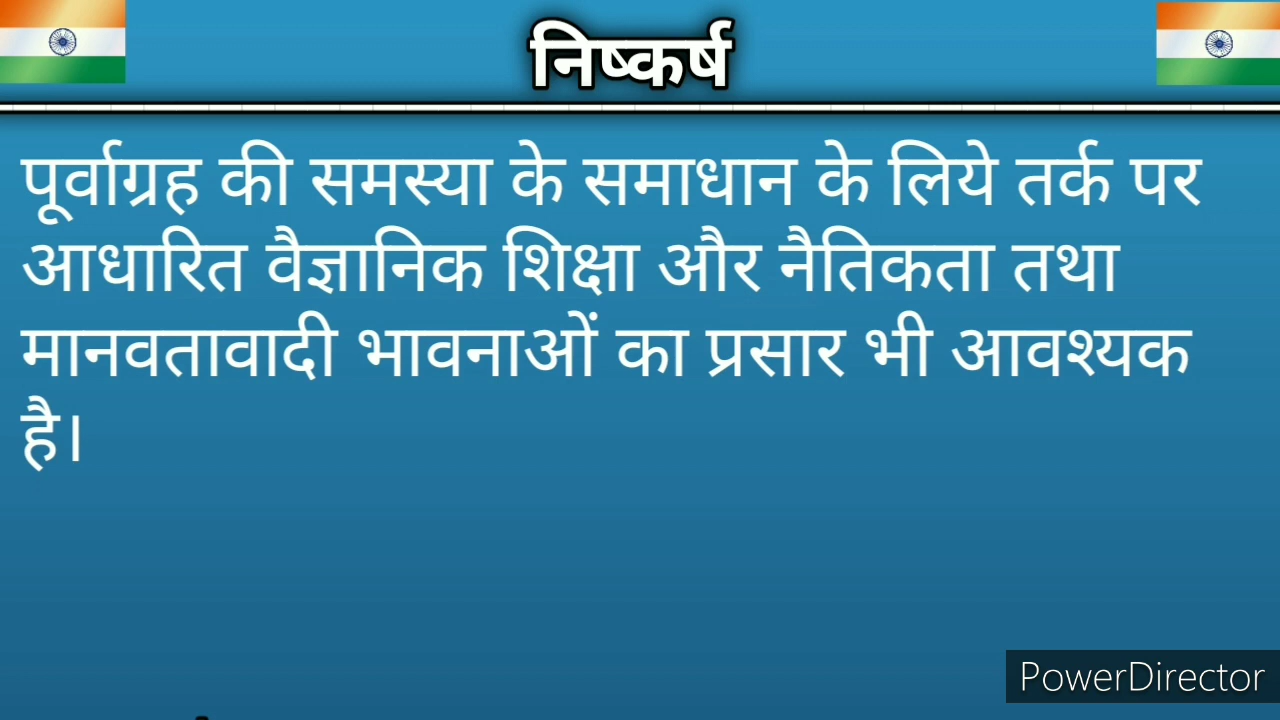 निष्कर्ष
पूर्वाग्रह की समस्या के समाधान के लिये तर्क पर
आधारित वैज्ञानिक शिक्षा और नैतिकता तथा
मानवतावादी भावनाओं का प्रसार भी आवश्यक
है।
PowerDirector